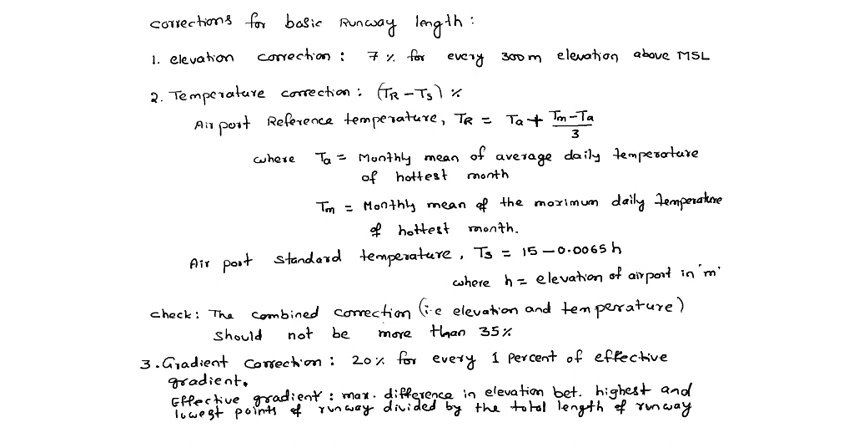 corrections for basic Runway length :
1. elevation correction : 7 % for every 300m elevation above MSL
2. Temperature correction : (TR - Ts) %
Air port Reference temperature, TR = Ta + Tm-Ta/3
where Ta = Monthly mean of average daily temperature
of hottest month
Tm = Monthly mean of the maximum daily temperature
of hottest month.
Air port standard temperature, Ts = 15 - 0.0065 h
where h = elevation of airport in 'm'
check : The combined correction (i.e elevation and temperature)
should not be more than 35%
3. Gradient correction : 20% for every 1 percent of effective
gradient.
Effective gradient : max. difference in elevation bet. highest and
lowest points of runway divided by the total length of runway